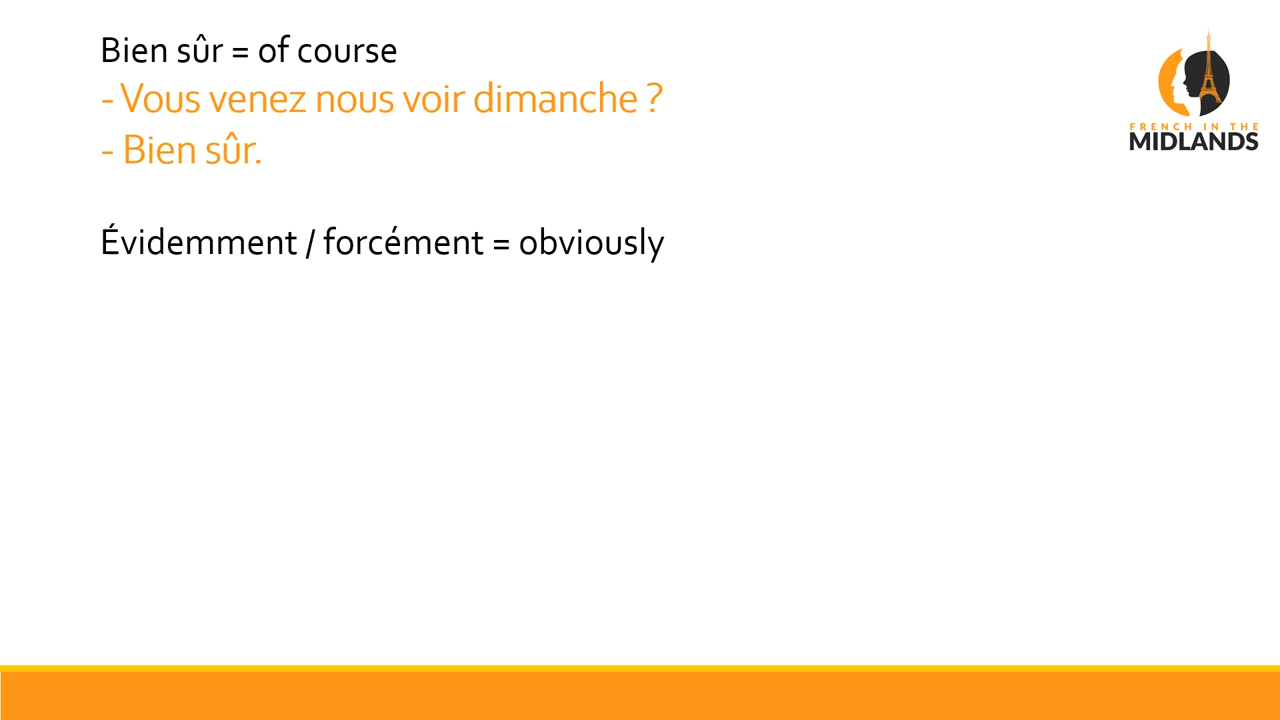 Bien sûr = of course
- Vous venez nous voir dimanche ?
- Bien sûr.
Évidemment / forcément = obviously
FRENCH IN THE
MIDLANDS